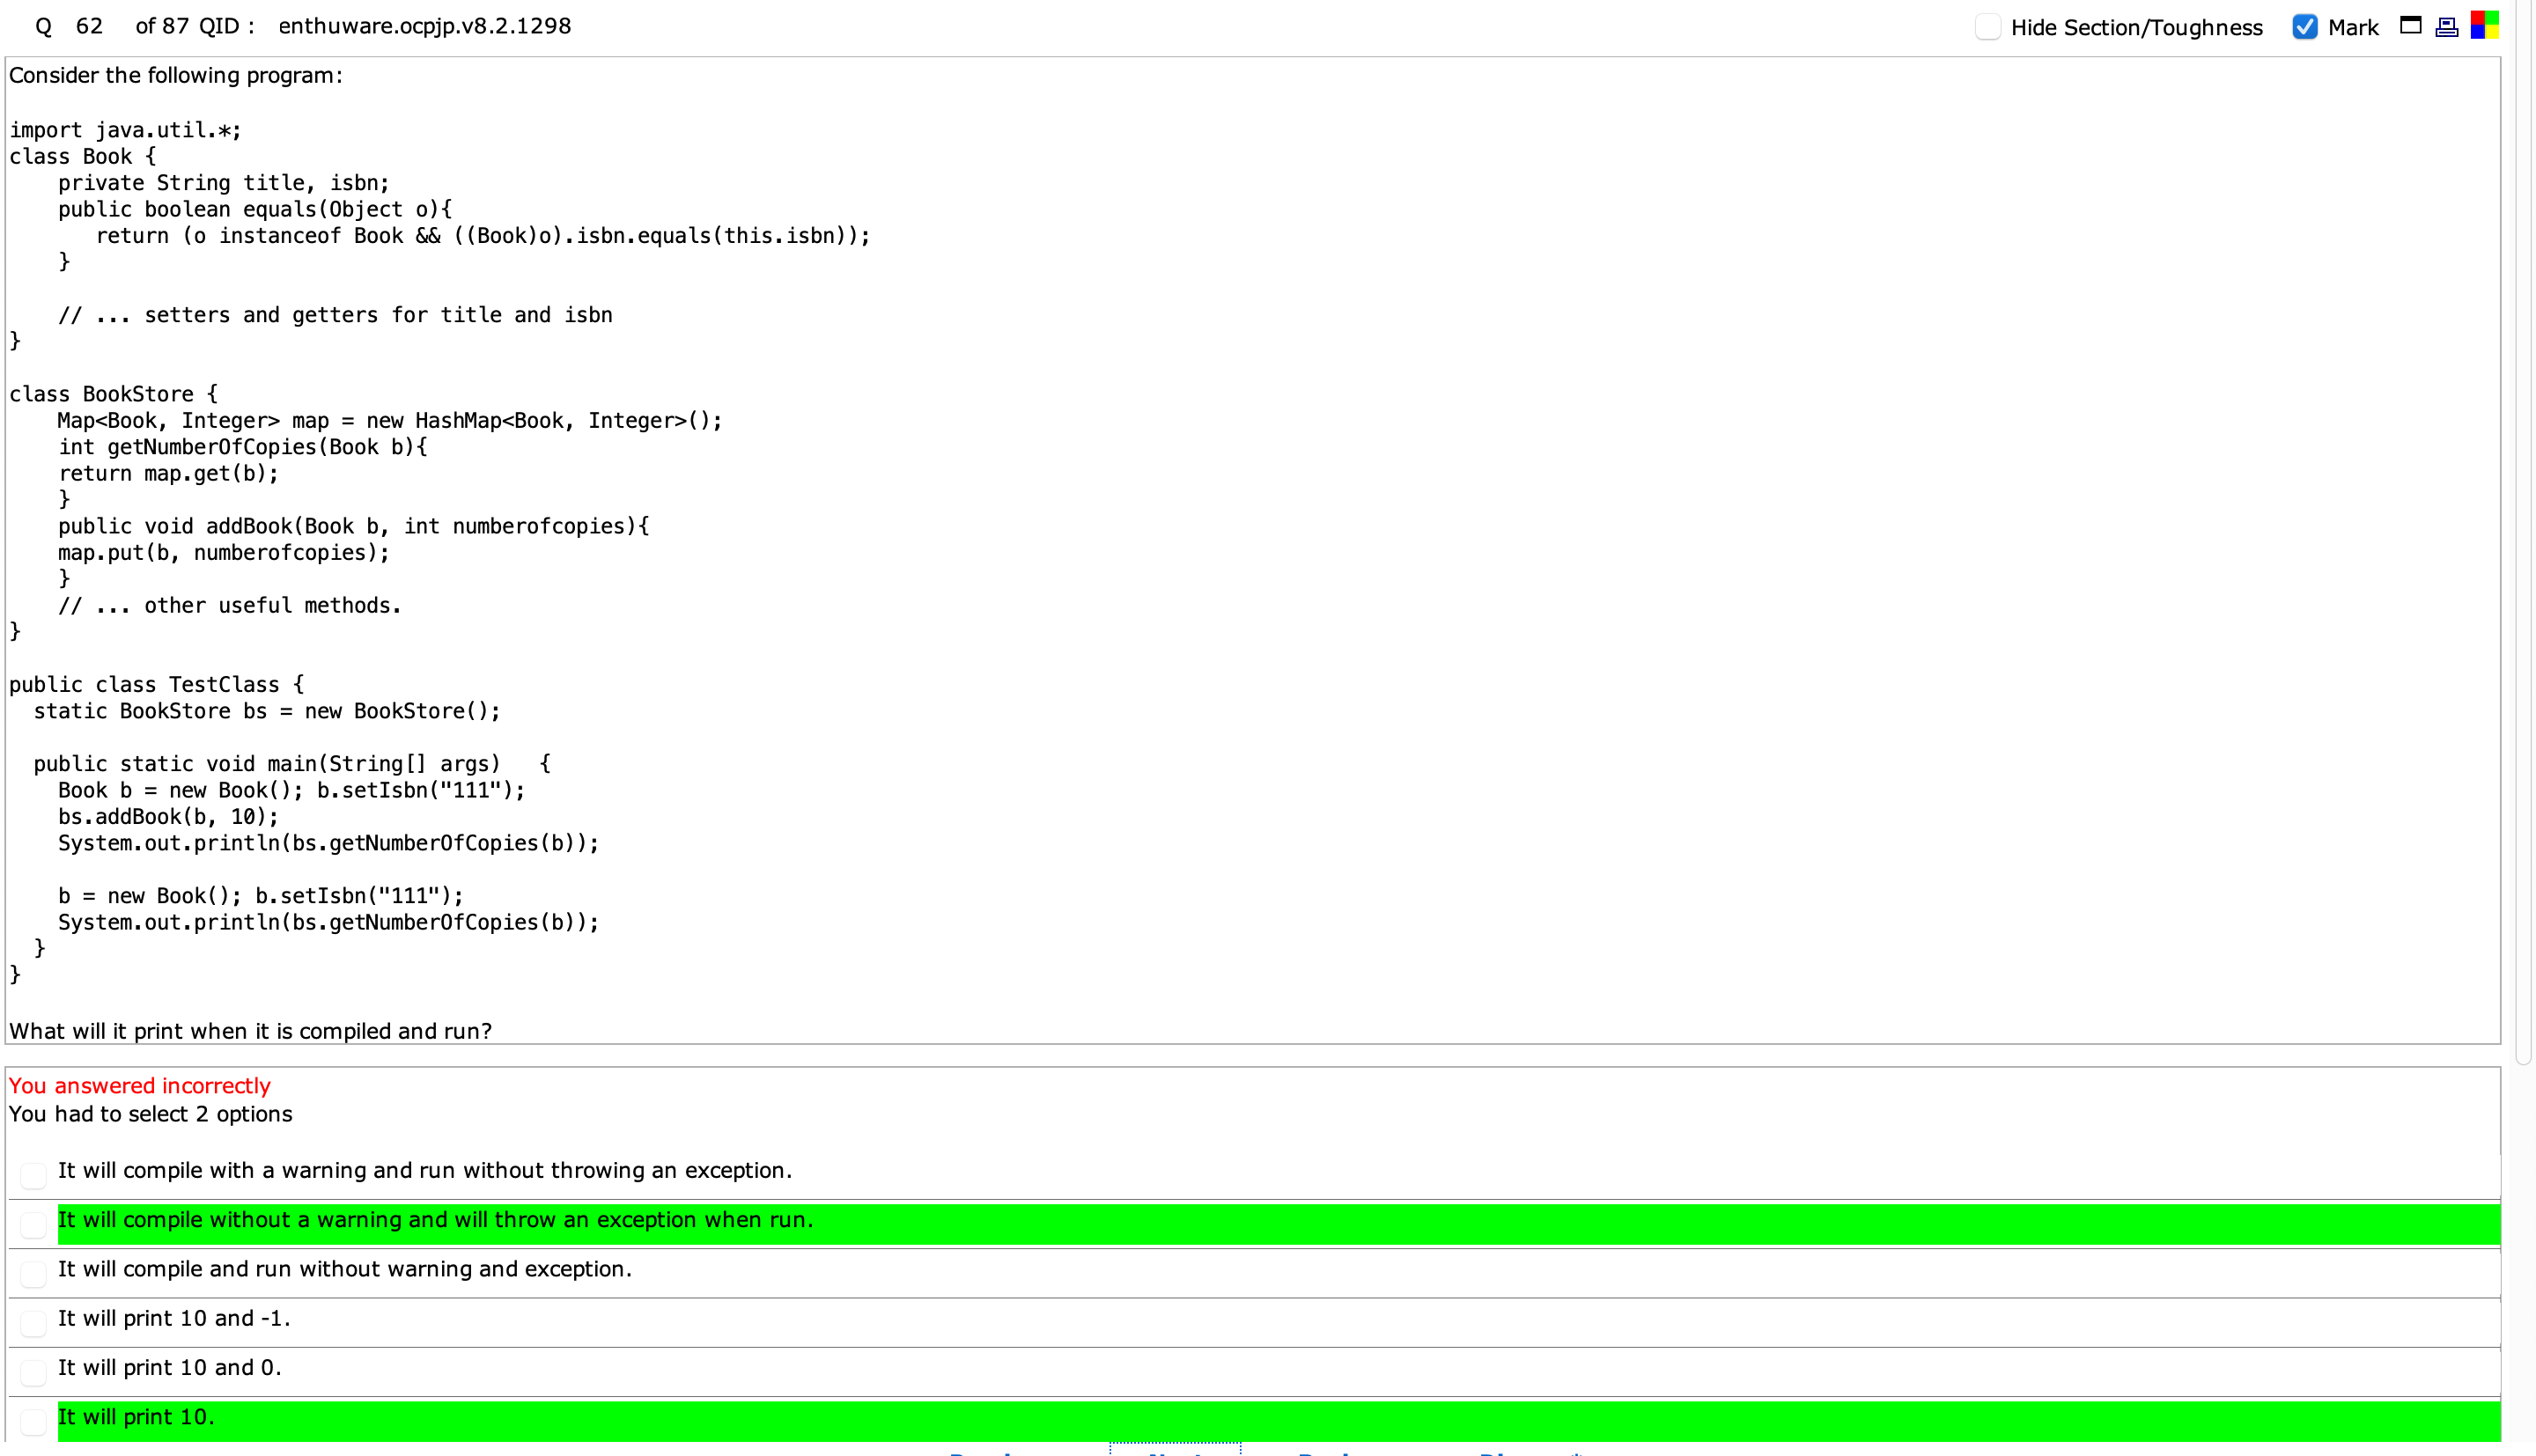 Q 62 of 87 QID : enthuware.ocpjp.v8.2.1298 Hide Section/Toughness Mark
Consider the following program:
import java.util.*;
class Book {
    private String title, isbn;
    public boolean equals(Object o){
       return (o instanceof Book && ((Book)o).isbn.equals(this.isbn));
    }
    // ... setters and getters for title and isbn
}
class BookStore {
    Map<Book, Integer> map = new HashMap<Book, Integer>();
    int getNumberOfCopies(Book b){
    return map.get(b);
    }
    public void addBook(Book b, int numberofcopies){
    map.put(b, numberofcopies);
    }
    // ... other useful methods.
}
public class TestClass {
  static BookStore bs = new BookStore();
  public static void main(String[] args)   {
    Book b = new Book(); b.setIsbn("111");
    bs.addBook(b, 10);
    System.out.println(bs.getNumberOfCopies(b));
    b = new Book(); b.setIsbn("111");
    System.out.println(bs.getNumberOfCopies(b));
  }
}
What will it print when it is compiled and run?
You answered incorrectly
You had to select 2 options
It will compile with a warning and run without throwing an exception.
It will compile without a warning and will throw an exception when run.
It will compile and run without warning and exception.
It will print 10 and -1.
It will print 10 and 0.
It will print 10.